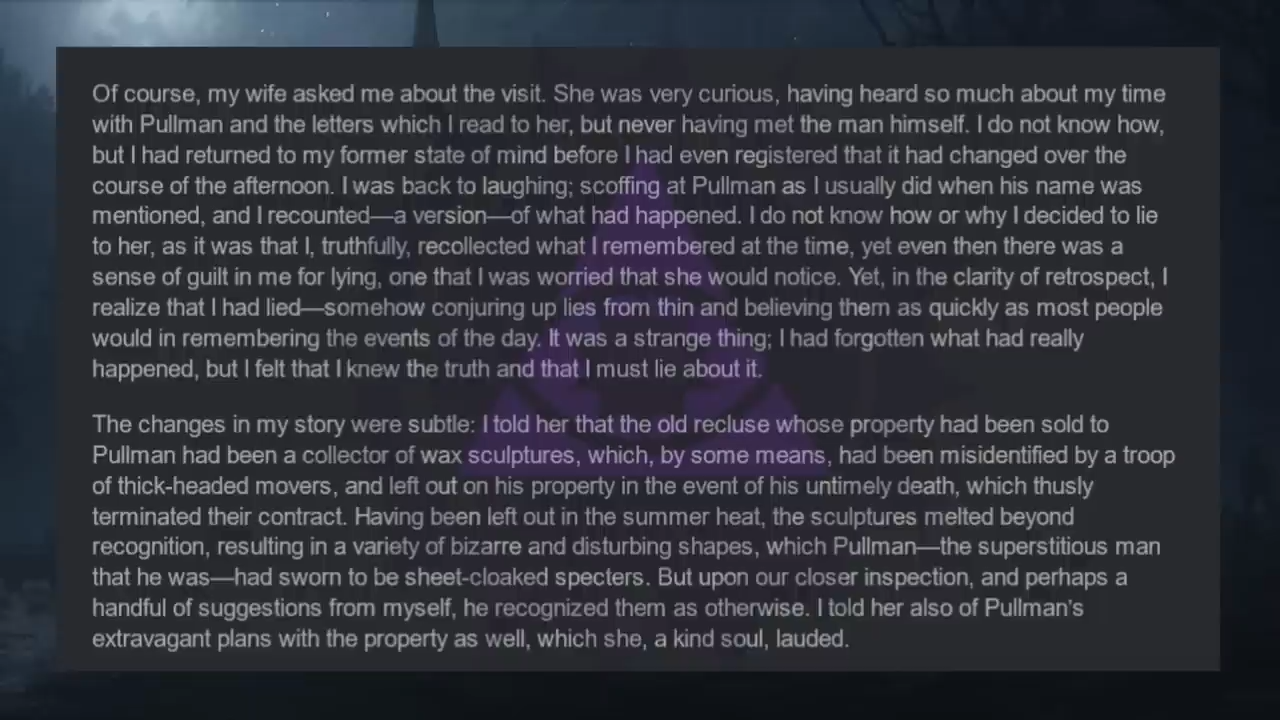 Of course, my wife asked me about the visit. She was very curious, having heard so much about my time
with Pullman and the letters which I read to her, but never having met the man himself. I do not know how,
but I had returned to my former state of mind before I had even registered that it had changed over the
course of the afternoon. I was back to laughing; scoffing at Pullman as I usually did when his name was
mentioned, and I recounted—a version—of what had happened. I do not know how or why I decided to lie
to her, as it was that I, truthfully, recollected what I remembered at the time, yet even then there was a
sense of guilt in me for lying, one that I was worried that she would notice. Yet, in the clarity of retrospect, I
realize that I had lied—somehow conjuring up lies from thin and believing them as quickly as most people
would in remembering the events of the day. It was a strange thing; I had forgotten what had really
happened, but I felt that I knew the truth and that I must lie about it.
The changes in my story were subtle: I told her that the old recluse whose property had been sold to
Pullman had been a collector of wax sculptures, which, by some means, had been misidentified by a troop
of thick-headed movers, and left out on his property in the event of his untimely death, which thusly
terminated their contract. Having been left out in the summer heat, the sculptures melted beyond
recognition, resulting in a variety of bizarre and disturbing shapes, which Pullman—the superstitious man
that he was—had sworn to be sheet-cloaked specters. But upon our closer inspection, and perhaps a
handful of suggestions from myself, he recognized them as otherwise. I told her also of Pullman's
extravagant plans with the property as well, which she, a kind soul, lauded.